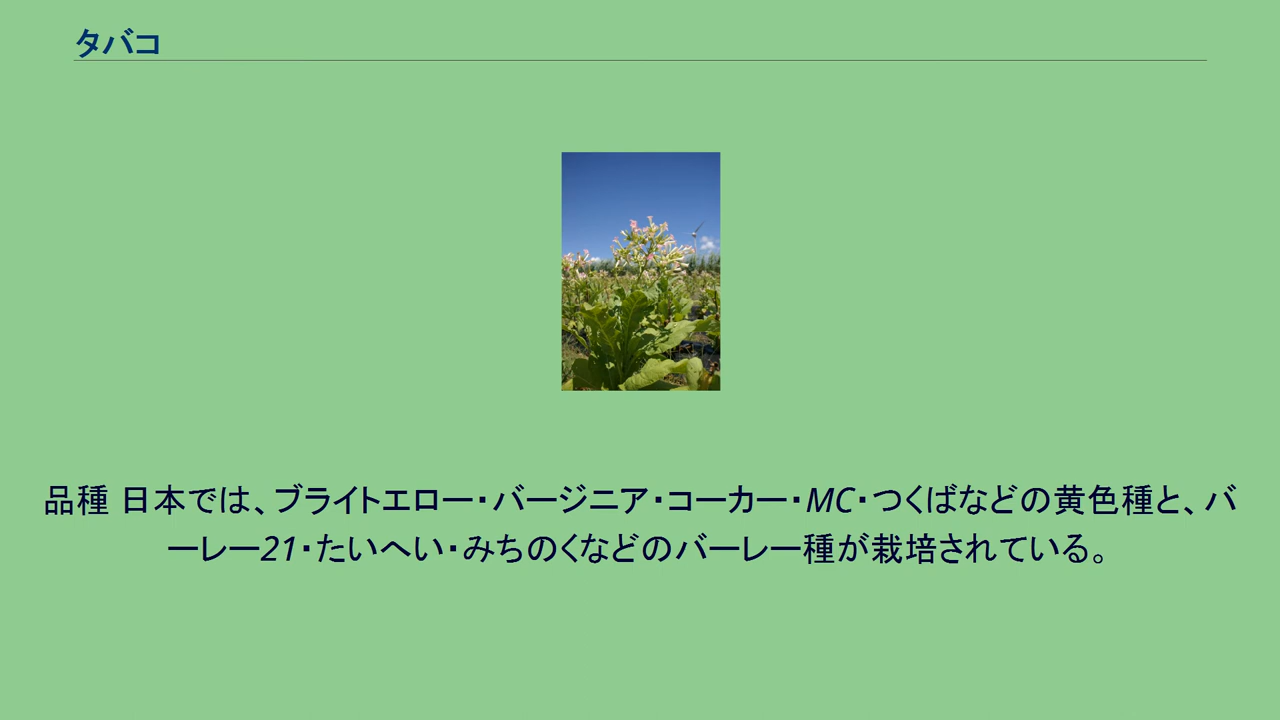 タバコ
品種 日本では、ブライトエロー・バージニア・コーカー・MC・つくばなどの黄色種と、バ
ーレー21・たいへい・みちのくなどのバーレー種が栽培されている。